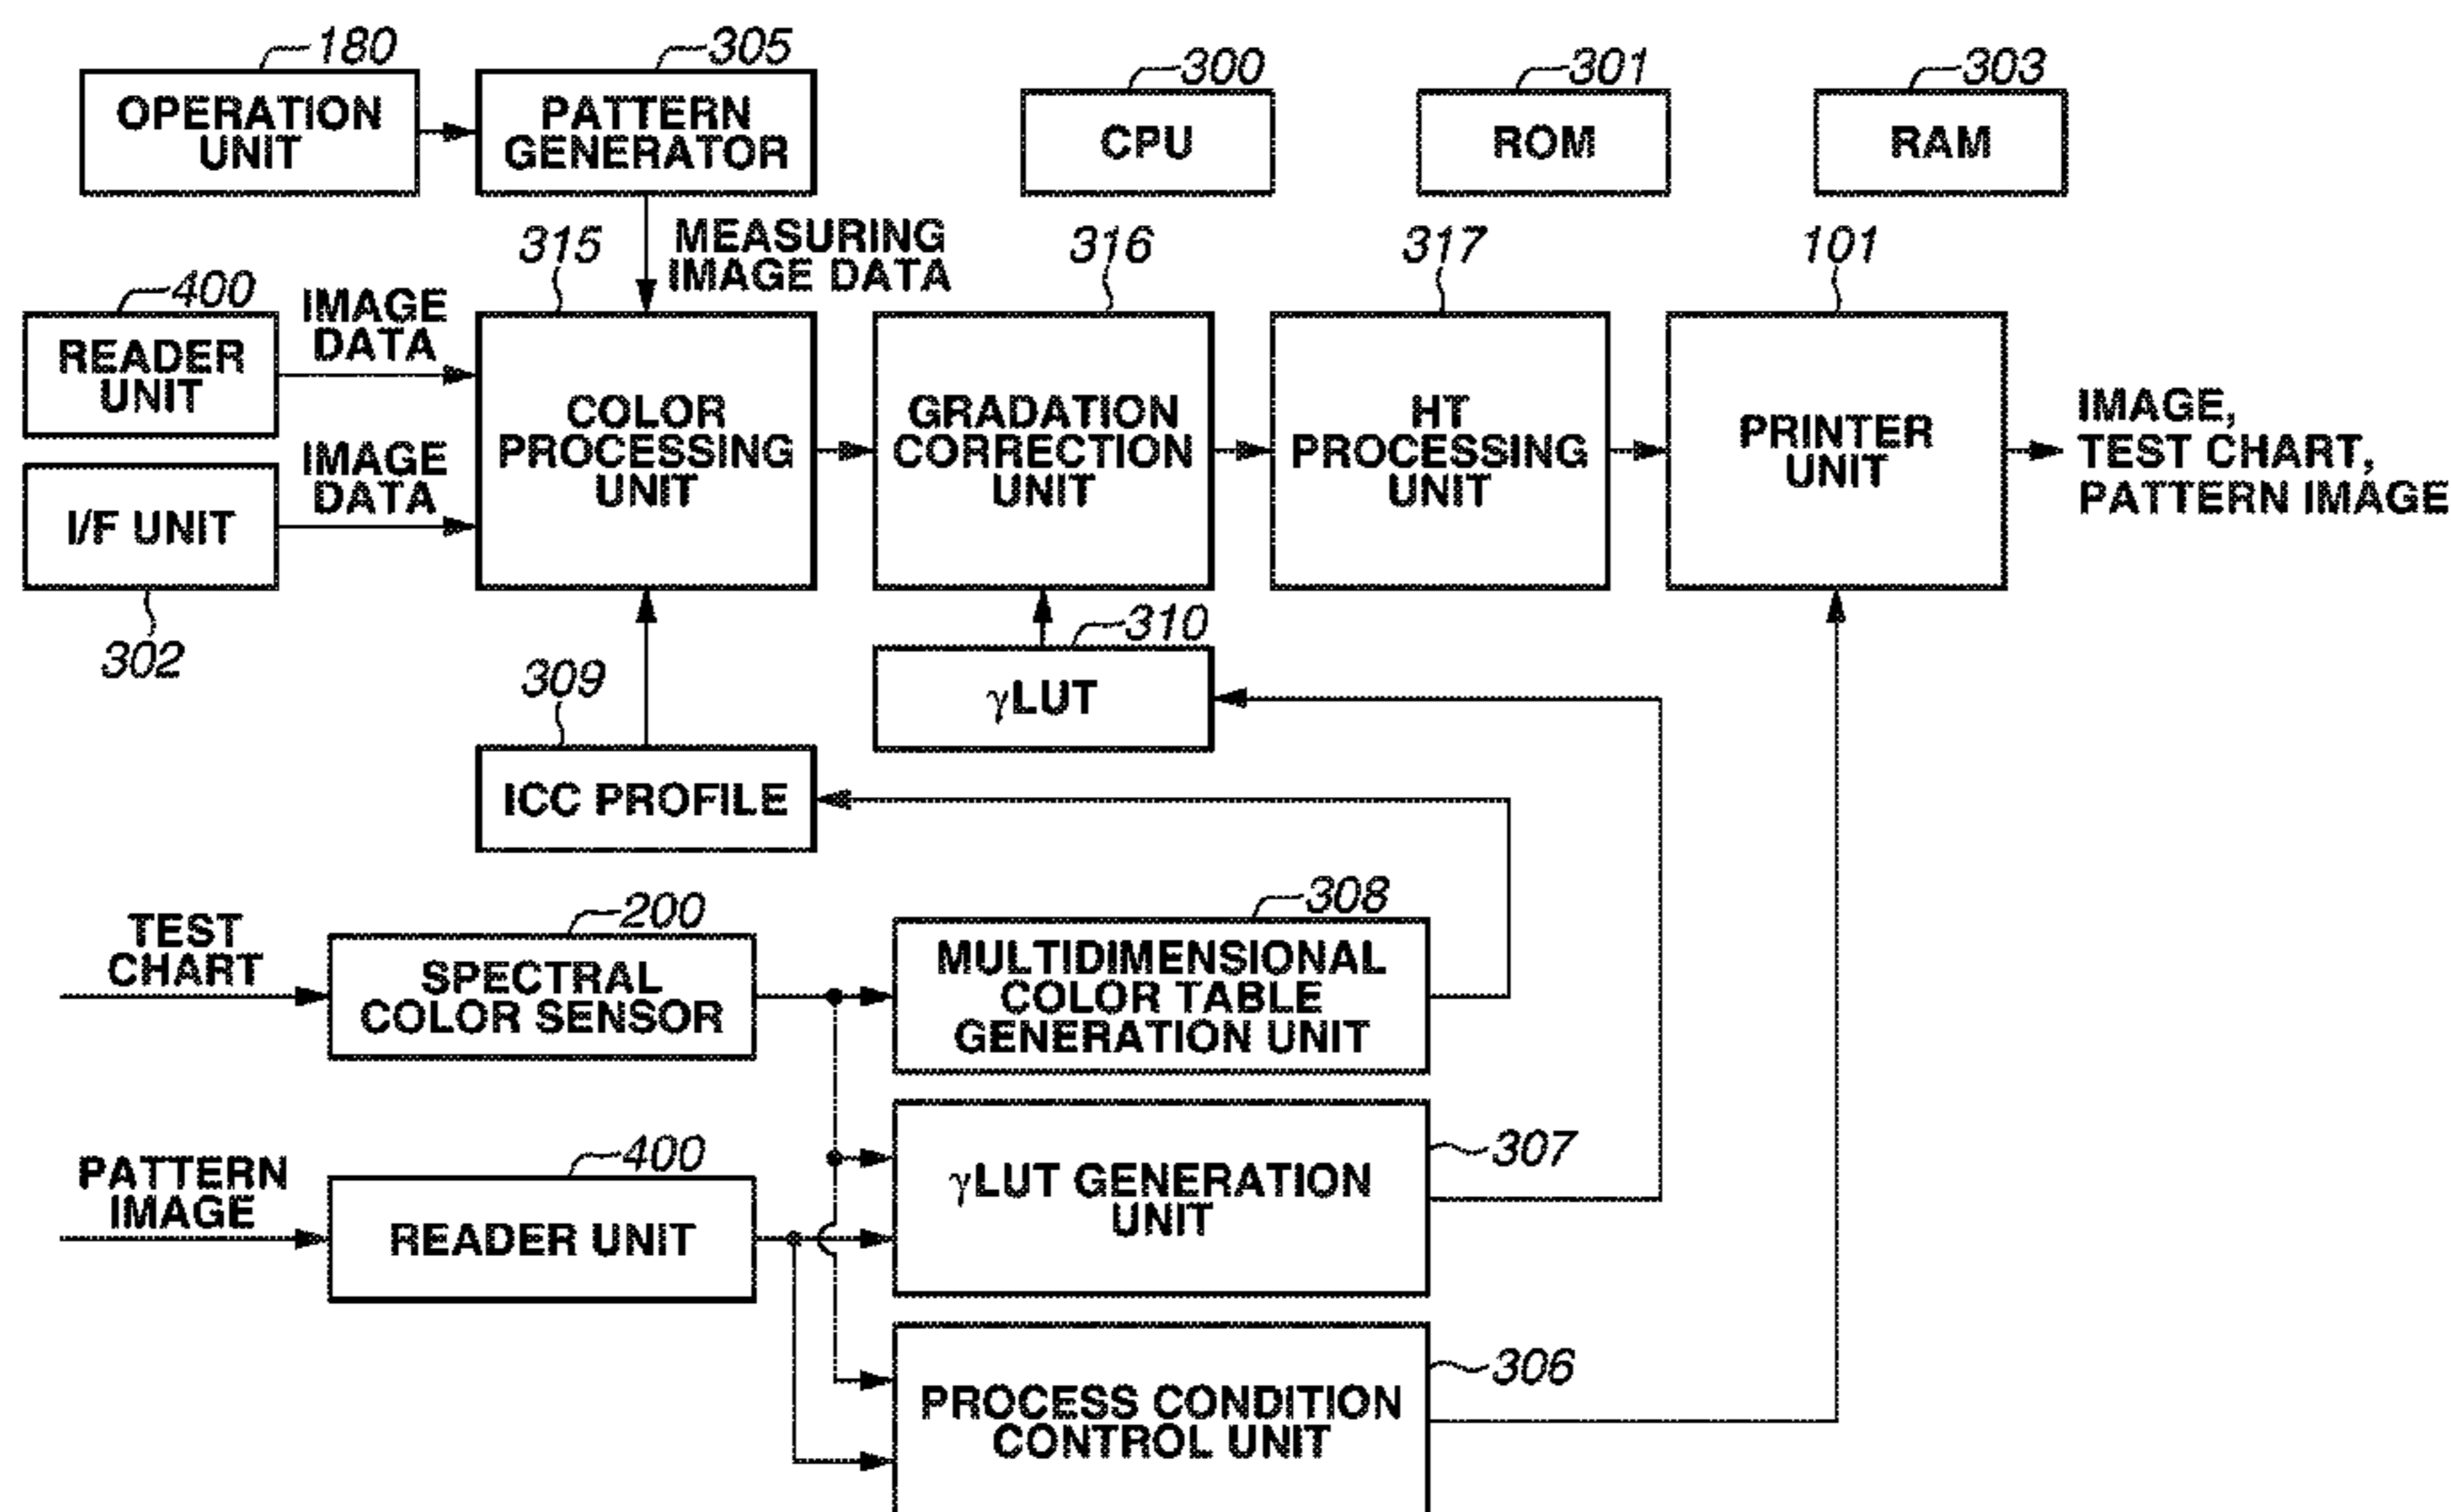 180
305
300
301
303
OPERATION
UNIT
PATTERN
GENERATOR
CPU
ROM
RAM
315
MEASURING
IMAGE DATA
316
317
101
400
READER
UNIT
IMAGE
DATA
I/F UNIT
IMAGE
DATA
302
COLOR
PROCESSING
UNIT
GRADATION
CORRECTION
UNIT
HT
PROCESSING
UNIT
PRINTER
UNIT
IMAGE,
TEST CHART,
PATTERN IMAGE
310
γLUT
309
ICC PROFILE
TEST
CHART
200
SPECTRAL
COLOR SENSOR
308
MULTIDIMENSIONAL
COLOR TABLE
GENERATION UNIT
PATTERN
IMAGE
400
READER UNIT
γLUT GENERATION
UNIT
307
PROCESS CONDITION
CONTROL UNIT
306